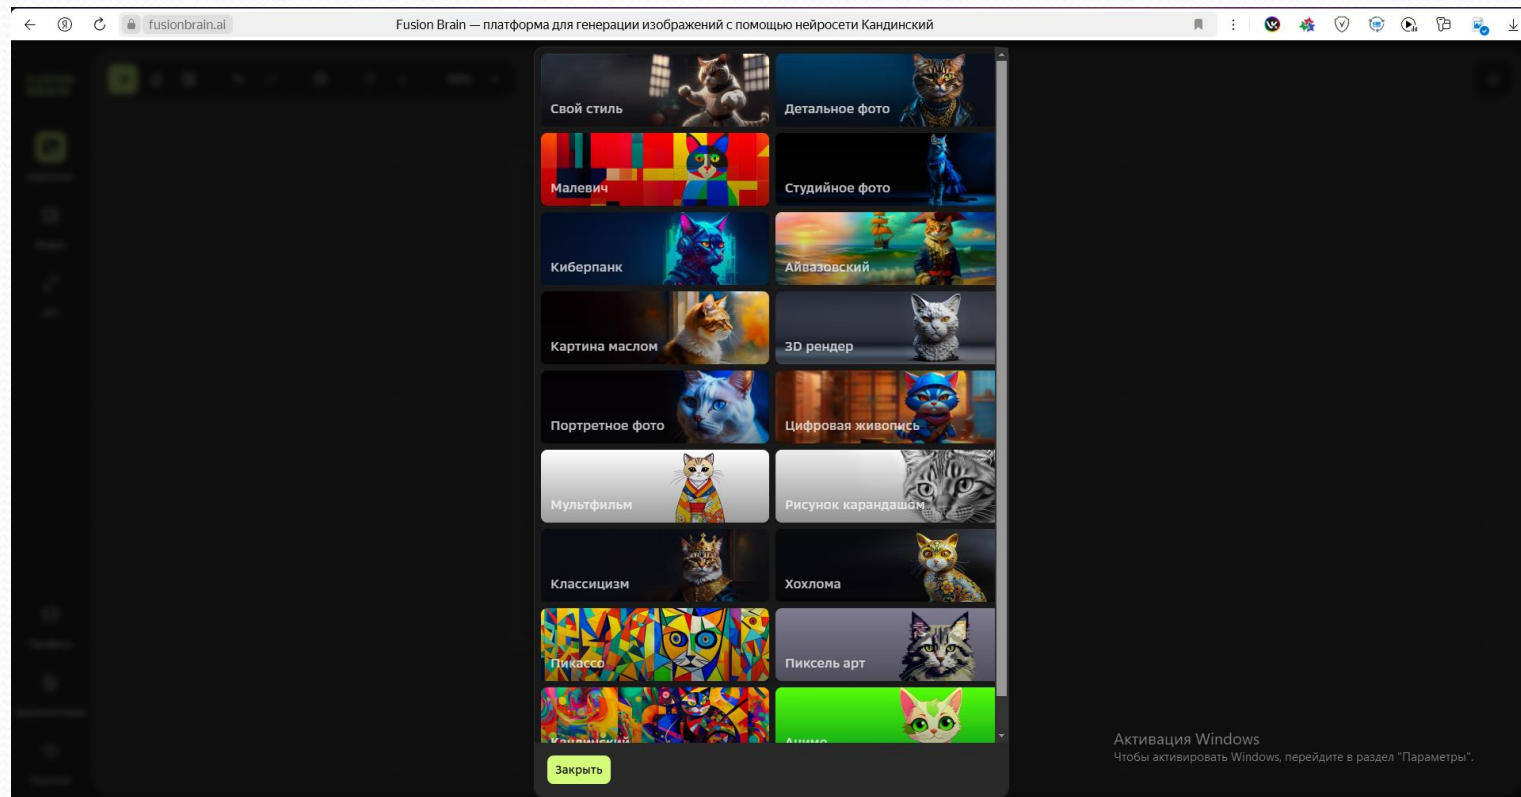 fusionbrain.ai
Fusion Brain — платформа для генерации изображений с помощью нейросети Кандинский
Свой стиль
Детальное фото
Малевич
Студийное фото
Киберпанк
Айвазовский
Картина маслом
3D рендер
Портретное фото
Цифровая живопись
Мультфильм
Рисунок карандашом
Классицизм
Хохлома
Пикассо
Пиксель арт
Кандинский
Аниме
Закрыть
Активация Windows
Чтобы активировать Windows, перейдите в раздел "Параметры".